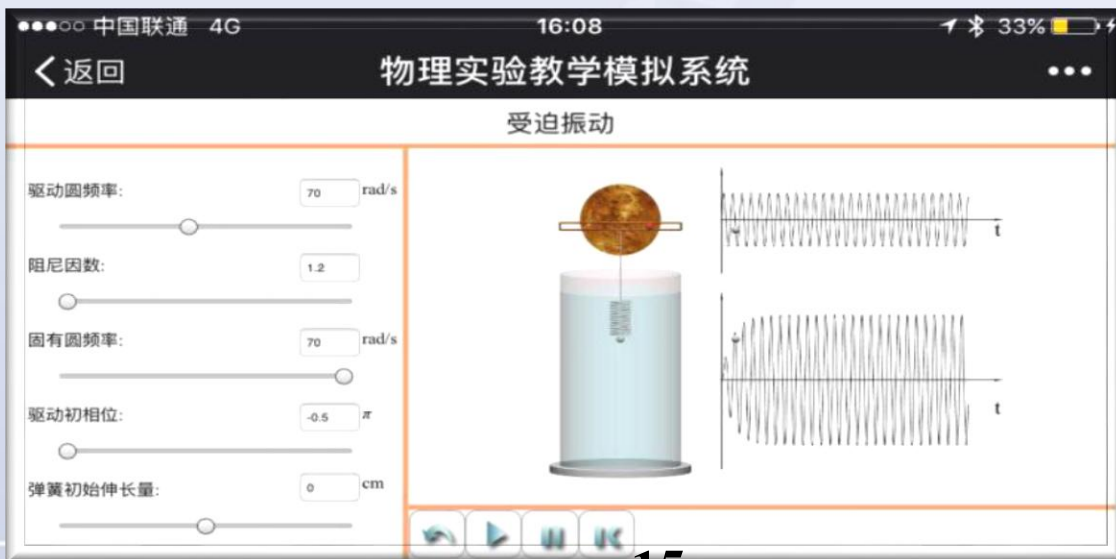 中国联通 4G 16:08 33%
返回 物理实验教学模拟系统
受迫振动
驱动圆频率: 70 rad/s
阻尼因数: 1.2
固有圆频率: 70 rad/s
驱动初相位: -0.5 π
弹簧初始伸长量: 0 cm
t
t